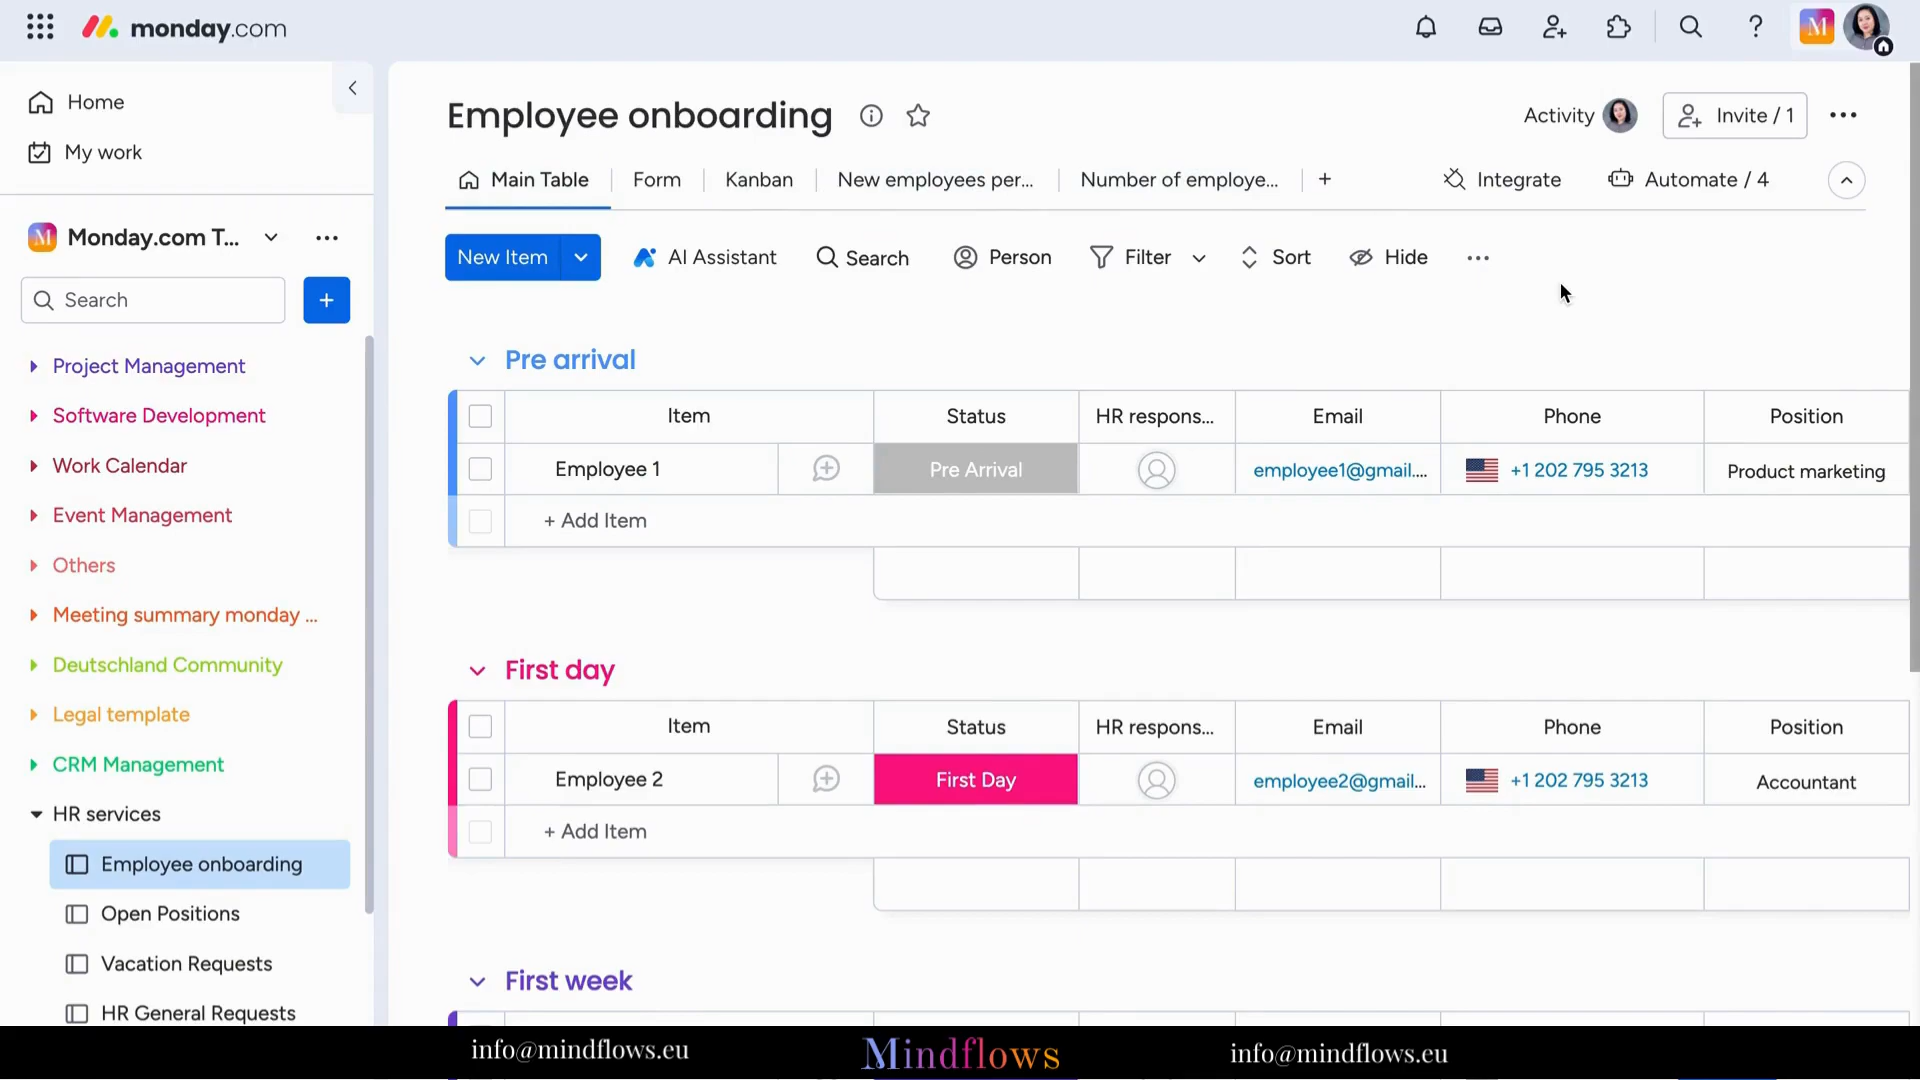 monday.com
M
Home
My work
M Monday.com T...
Search
+
Project Management
Software Development
Work Calendar
Event Management
Others
Meeting summary monday ...
Deutschland Community
Legal template
CRM Management
HR services
Employee onboarding
Open Positions
Vacation Requests
HR General Requests
Employee onboarding
Activity
Invite / 1
Main Table
Form
Kanban
New employees per...
Number of employe...
+
Integrate
Automate / 4
New Item
AI Assistant
Search
Person
Filter
Sort
Hide
Pre arrival
Item Status HR respons... Email Phone Position
Employee 1 Pre Arrival employee1@gmail.... +1 202 795 3213 Product marketing
+ Add Item
First day
Item Status HR respons... Email Phone Position
Employee 2 First Day employee2@gmail... +1 202 795 3213 Accountant
+ Add Item
First week
info@mindflows.eu Mindflows info@mindflows.eu